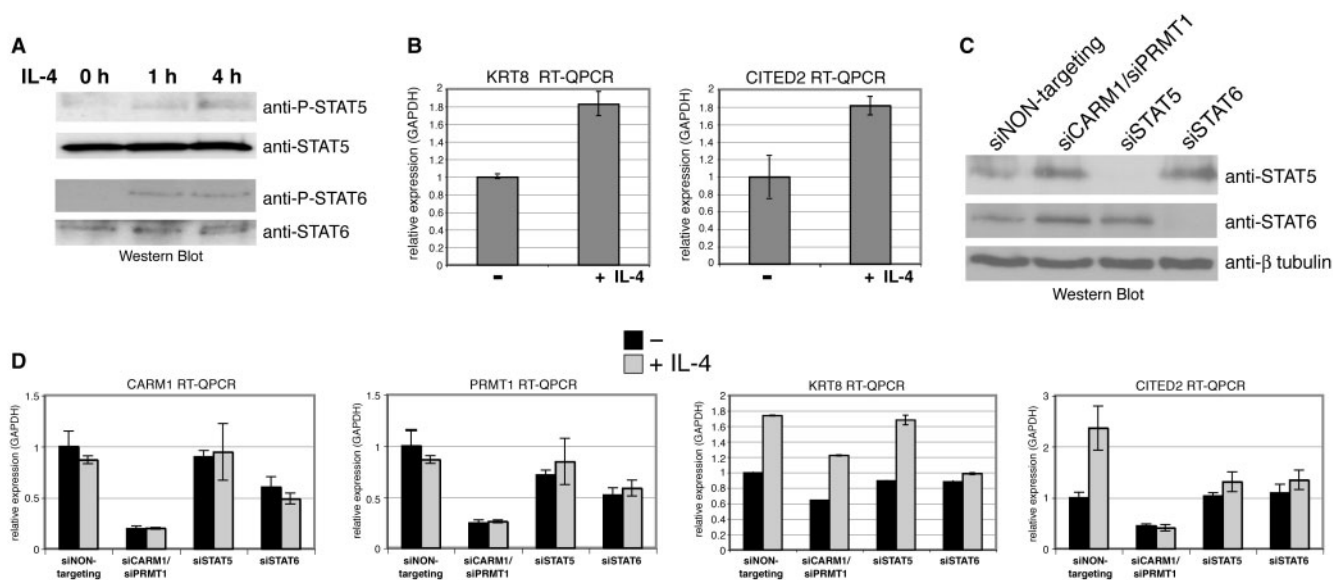 A
IL-4 0 h 1 h 4 h
anti-P-STAT5
anti-STAT5
anti-P-STAT6
anti-STAT6
Western Blot
B
KRT8 RT-QPCR
relative expression (GAPDH)
2
1.8
1.6
1.4
1.2
1
0.8
0.6
0.4
0.2
0
- + IL-4
CITED2 RT-QPCR
relative expression (GAPDH)
2
1.8
1.6
1.4
1.2
1
0.8
0.6
0.4
0.2
0
- + IL-4
C
siNON-targeting
siCARM1/siPRMT1
siSTAT5
siSTAT6
anti-STAT5
anti-STAT6
anti-β tubulin
Western Blot
–
+ IL-4
D
CARM1 RT-QPCR
relative expression (GAPDH)
1.5
1
0.5
0
siNON-targeting siCARM1/siPRMT1 siSTAT5 siSTAT6
PRMT1 RT-QPCR
relative expression (GAPDH)
1.5
1
0.5
0
siNON-targeting siCARM1/siPRMT1 siSTAT5 siSTAT6
KRT8 RT-QPCR
relative expression (GAPDH)
2
1.8
1.6
1.4
1.2
1
0.8
0.6
0.4
0.2
0
siNON-targeting siCARM1/siPRMT1 siSTAT5 siSTAT6
CITED2 RT-QPCR
relative expression (GAPDH)
3
2
1
0
siNON-targeting siCARM1/siPRMT1 siSTAT5 siSTAT6